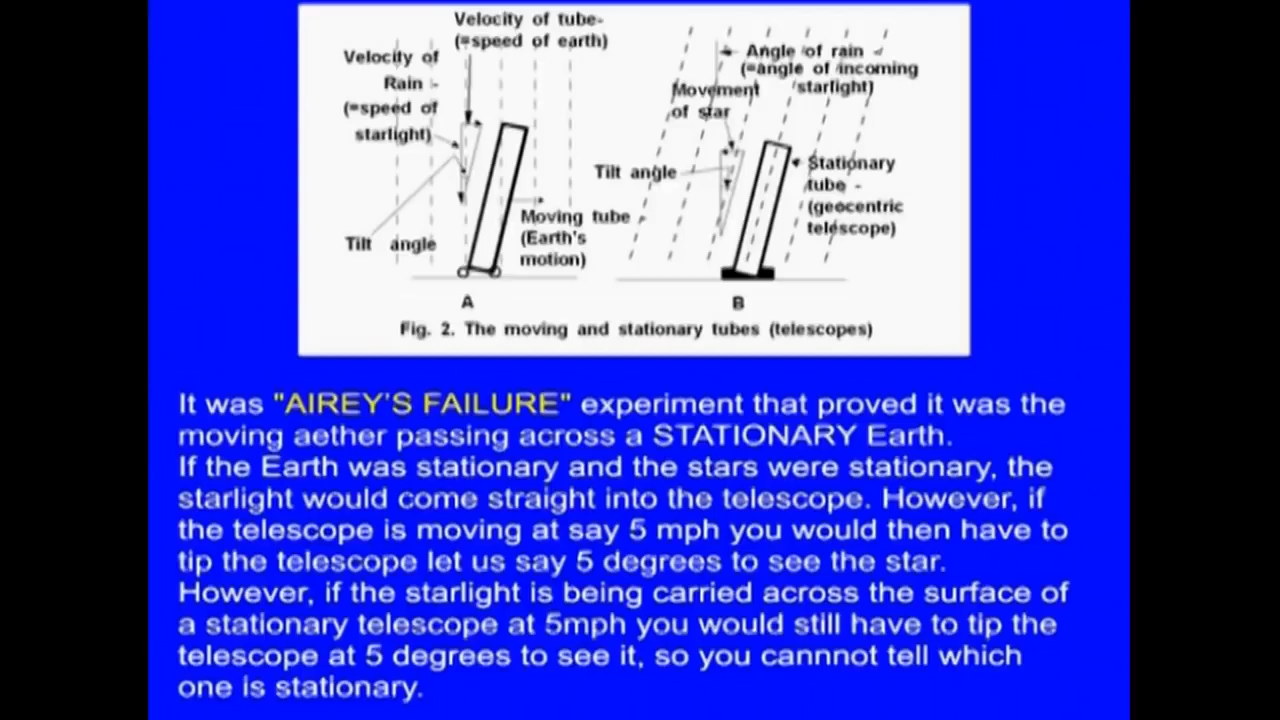 Velocity of tube-
(=speed of earth)
Velocity of
Rain -
(=speed of
starlight)
Tilt angle
Moving tube
(Earth's
motion)
A
Angle of rain
(=angle of incoming
starlight)
Movement
of star
Tilt angle
Stationary
tube -
(geocentric
telescope)
B
Fig. 2. The moving and stationary tubes (telescopes)
It was "AIREY'S FAILURE" experiment that proved it was the
moving aether passing across a STATIONARY Earth.
If the Earth was stationary and the stars were stationary, the
starlight would come straight into the telescope. However, if
the telescope is moving at say 5 mph you would then have to
tip the telescope let us say 5 degrees to see the star.
However, if the starlight is being carried across the surface of
a stationary telescope at 5mph you would still have to tip the
telescope at 5 degrees to see it, so you cannnot tell which
one is stationary.